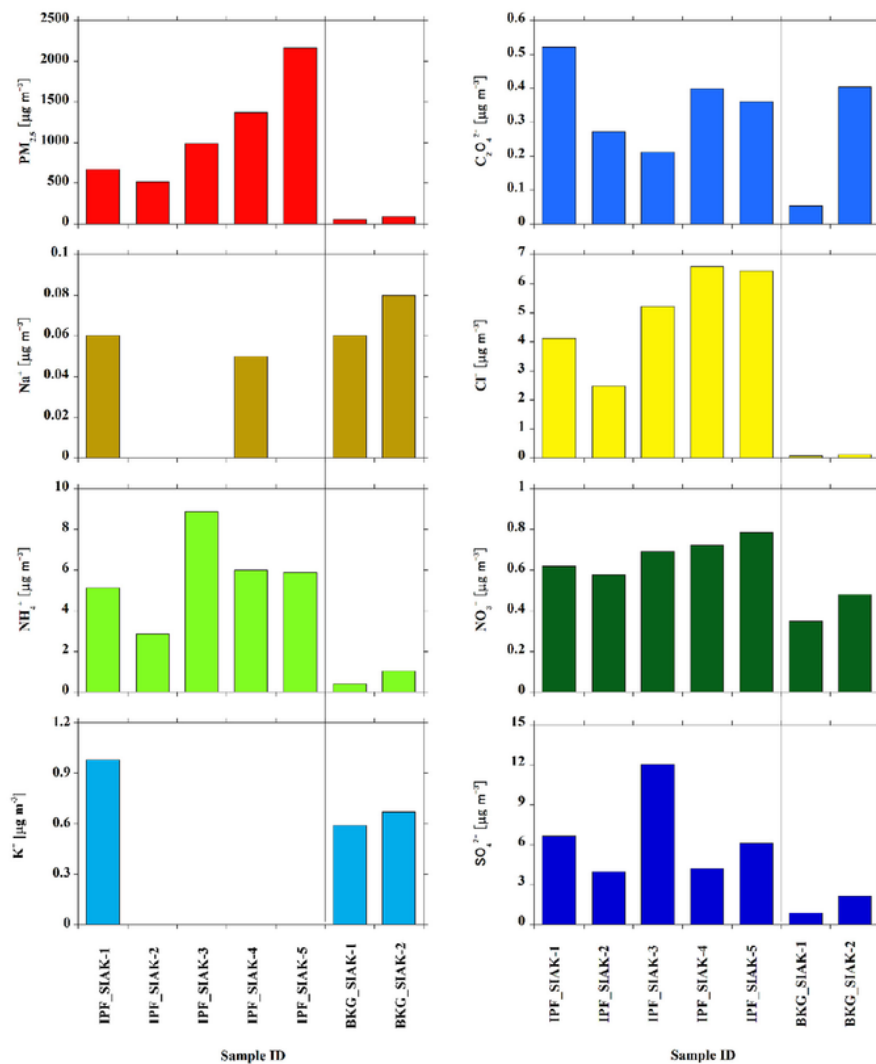 PM2.5 [μg m−3]
2500
2000
1500
1000
500
0
C2O42− [μg m−3]
0.6
0.5
0.4
0.3
0.2
0.1
0
Na+ [μg m−3]
0.1
0.08
0.06
0.04
0.02
0
Cl− [μg m−3]
7
6
5
4
3
2
1
0
NH4+ [μg m−3]
10
8
6
4
2
0
NO3− [μg m−3]
1
0.8
0.6
0.4
0.2
0
K+ [μg m-3]
1.2
0.9
0.6
0.3
0
SO42− [μg m−3]
15
12
9
6
3
0
IPF_SIAK-1
IPF_SIAK-2
IPF_SIAK-3
IPF_SIAK-4
IPF_SIAK-5
BKG_SIAK-1
BKG_SIAK-2
Sample ID
IPF_SIAK-1
IPF_SIAK-2
IPF_SIAK-3
IPF_SIAK-4
IPF_SIAK-5
BKG_SIAK-1
BKG_SIAK-2
Sample ID